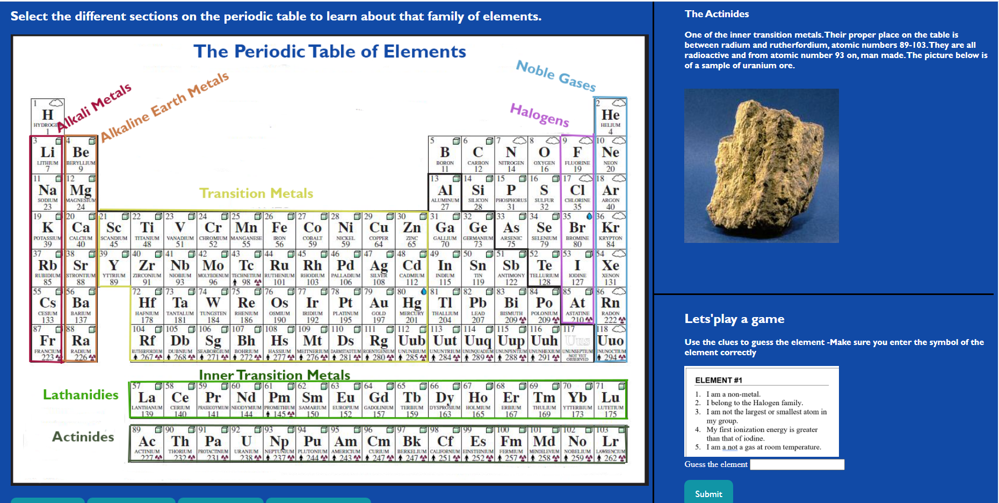 Select the different sections on the periodic table to learn about that family of elements.
The Periodic Table of Elements
Noble Gases
Alkaline Earth Metals
Alkali Metals
Halogens
1
H
2
He
HELIUM
4
3 4 5 6 7 8 9 10
Li Be B C N O F Ne
LITHIUM BERYLLIUM BORON CARBON NITROGEN OXYGEN FLUORINE NEON
7 9 11 12 14 16 19 20
11 12 13 14 15 16 17 18
Na Mg Al Si P S Cl Ar
SODIUM MAGNESIUM ALUMINUM SILICON PHOSPHORUS SULFUR CHLORINE ARGON
23 24 27 28 31 32 35 40
Transition Metals
19 20 21 22 23 24 25 26 27 28 29 30 31 32 33 34 35 36
K Ca Sc Ti V Cr Mn Fe Co Ni Cu Zn Ga Ge As Se Br Kr
POTASSIUM CALCIUM SCANDIUM TITANIUM VANADIUM CHROMIUM MANGANESE IRON COBALT NICKEL COPPER ZINC GALLIUM GERMANIUM ARSENIC SELENIUM BROMINE KRYPTON
39 40 45 48 51 52 55 56 59 59 64 65 70 73 75 79 80 84
37 38 39 40 41 42 43 44 45 46 47 48 49 50 51 52 53 54
Rb Sr Y Zr Nb Mo Tc Ru Rh Pd Ag Cd In Sn Sb Te I Xe
RUBIDIUM STRONTIUM YTTRIUM ZIRCONIUM NIOBIUM MOLYBDENUM TECHNETIUM RUTHENIUM RHODIUM PALLADIUM SILVER CADMIUM INDIUM TIN ANTIMONY TELLURIUM IODINE XENON
85 88 89 91 93 96 98 101 103 106 108 112 115 119 122 128 127 131
55 56 72 73 74 75 76 77 78 79 80 81 82 83 84 85 86
Cs Ba Hf Ta W Re Os Ir Pt Au Hg Tl Pb Bi Po At Rn
CESIUM BARIUM HAFNIUM TANTALUM TUNGSTEN RHENIUM OSMIUM IRIDIUM PLATINUM GOLD MERCURY THALLIUM LEAD BISMUTH POLONIUM ASTATINE RADON
133 137 178 181 184 186 190 192 195 197 201 204 207 209 209 210 222
87 88 104 105 106 107 108 109 110 111 112 113 114 115 116 117 118
Fr Ra Rf Db Sg Bh Hs Mt Ds Rg Uub Uut Uuq Uup Uuh Uus Uuo
FRANCIUM RADIUM RUTHERFORDIUM DUBNIUM SEABORGIUM BOHRIUM HASSIUM MEITNERIUM DARMSTADTIUM ROENTGENIUM UNUNBIUM UNUNTRIUM UNUNQUADIUM UNUNPENTIUM UNUNHEXIUM UNUNSEPTIUM UNUNOCTIUM
223 226 267 268 271 272 277 276 281 280 285 284 289 288 291 NOT YET OBSERVED 294
Inner Transition Metals
Lathanidies
57 58 59 60 61 62 63 64 65 66 67 68 69 70 71
La Ce Pr Nd Pm Sm Eu Gd Tb Dy Ho Er Tm Yb Lu
LANTHANUM CERIUM PRASEODYMIUM NEODYMIUM PROMETHIUM SAMARIUM EUROPIUM GADOLINIUM TERBIUM DYSPROSIUM HOLMIUM ERBIUM THULIUM YTTERBIUM LUTETIUM
139 140 141 144 145 150 152 157 159 163 165 167 169 173 175
Actinides
89 90 91 92 93 94 95 96 97 98 99 100 101 102 103
Ac Th Pa U Np Pu Am Cm Bk Cf Es Fm Md No Lr
ACTINIUM THORIUM PROTACTINIUM URANIUM NEPTUNIUM PLUTONIUM AMERICIUM CURIUM BERKELIUM CALIFORNIUM EINSTEINIUM FERMIUM MENDELEVIUM NOBELIUM LAWRENCIUM
227 232 231 238 237 244 243 247 247 251 252 257 258 259 262
The Actinides
One of the inner transition metals. Their proper place on the table is
between radium and rutherfordium, atomic numbers 89-103. They are all
radioactive and from atomic number 93 on, man made. The picture below is
of a sample of uranium ore.
Lets'play a game
Use the clues to guess the element -Make sure you enter the symbol of the
element correctly
ELEMENT #1
1. I am a non-metal.
2. I belong to the Halogen family.
3. I am not the largest or smallest atom in
my group.
4. My first ionization energy is greater
than that of iodine.
5. I am a not a gas at room temperature.
Guess the element
Submit